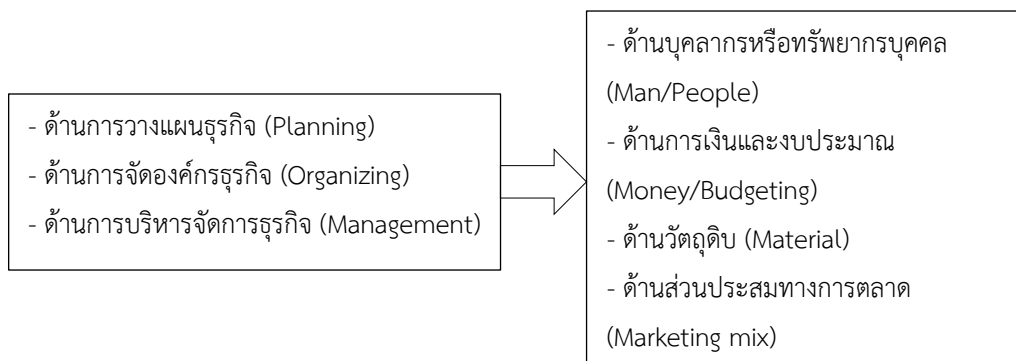 - ด้านการวางแผนธุรกิจ (Planning)
- ด้านการจัดองค์กรธุรกิจ (Organizing)
- ด้านการบริหารจัดการธุรกิจ (Management)
- ด้านบุคลากรหรือทรัพยากรบุคคล
(Man/People)
- ด้านการเงินและงบประมาณ
(Money/Budgeting)
- ด้านวัตถุดิบ (Material)
- ด้านส่วนประสมทางการตลาด
(Marketing mix)